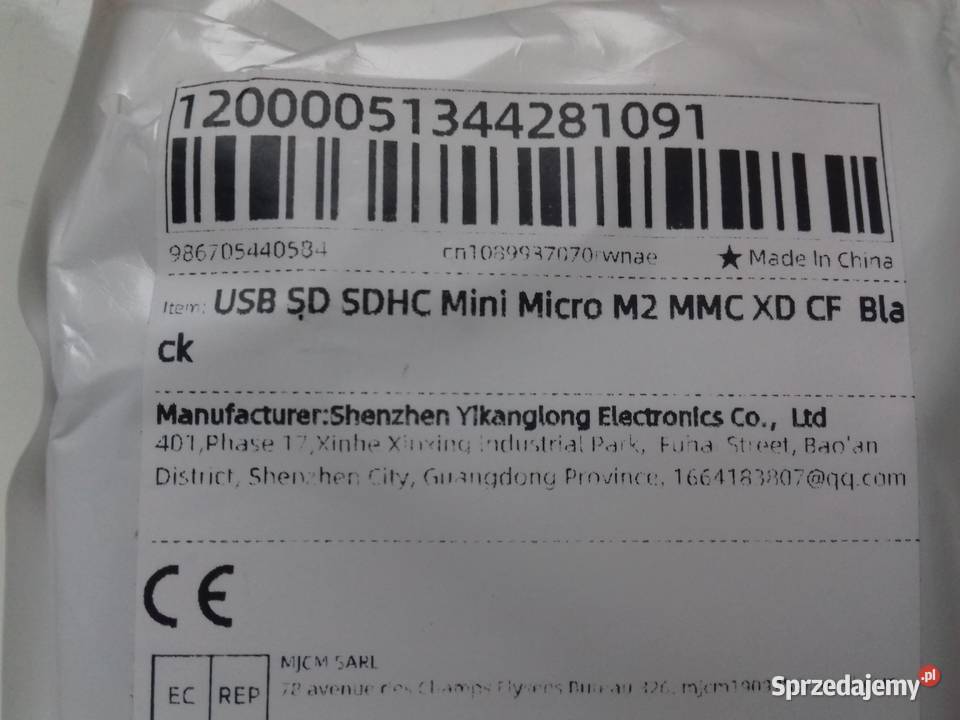 12000051344281091
986705440584 cn1089937070rwnae ★ Made In China
Item: USB SD SDHC Mini Micro M2 MMC XD CF Bla
ck
Manufacturer:Shenzhen Yikanglong Electronics Co., Ltd
401,Phase 17,Xinhe Xinxing Industrial Park, Fuhai Street, Bao'an
District, Shenzhen City, Guangdong Province, 1664183807@qq.com
CE
EC REP
MJCM SARL
78 avenue des Champs Elysees Bureau 326,
Sprzedajemy.pl